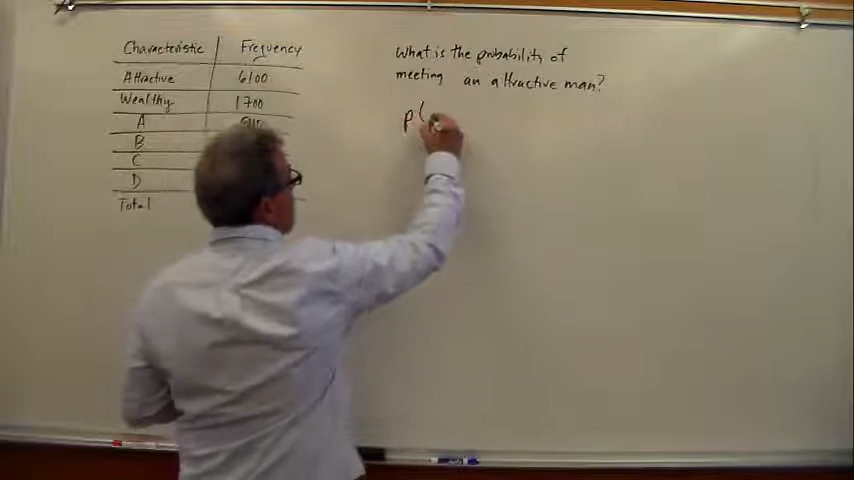 Characteristic Frequency
Attractive 6100
Wealthy 1700
A
B
C
D
Total
What is the probability of
meeting an attractive man?
P(